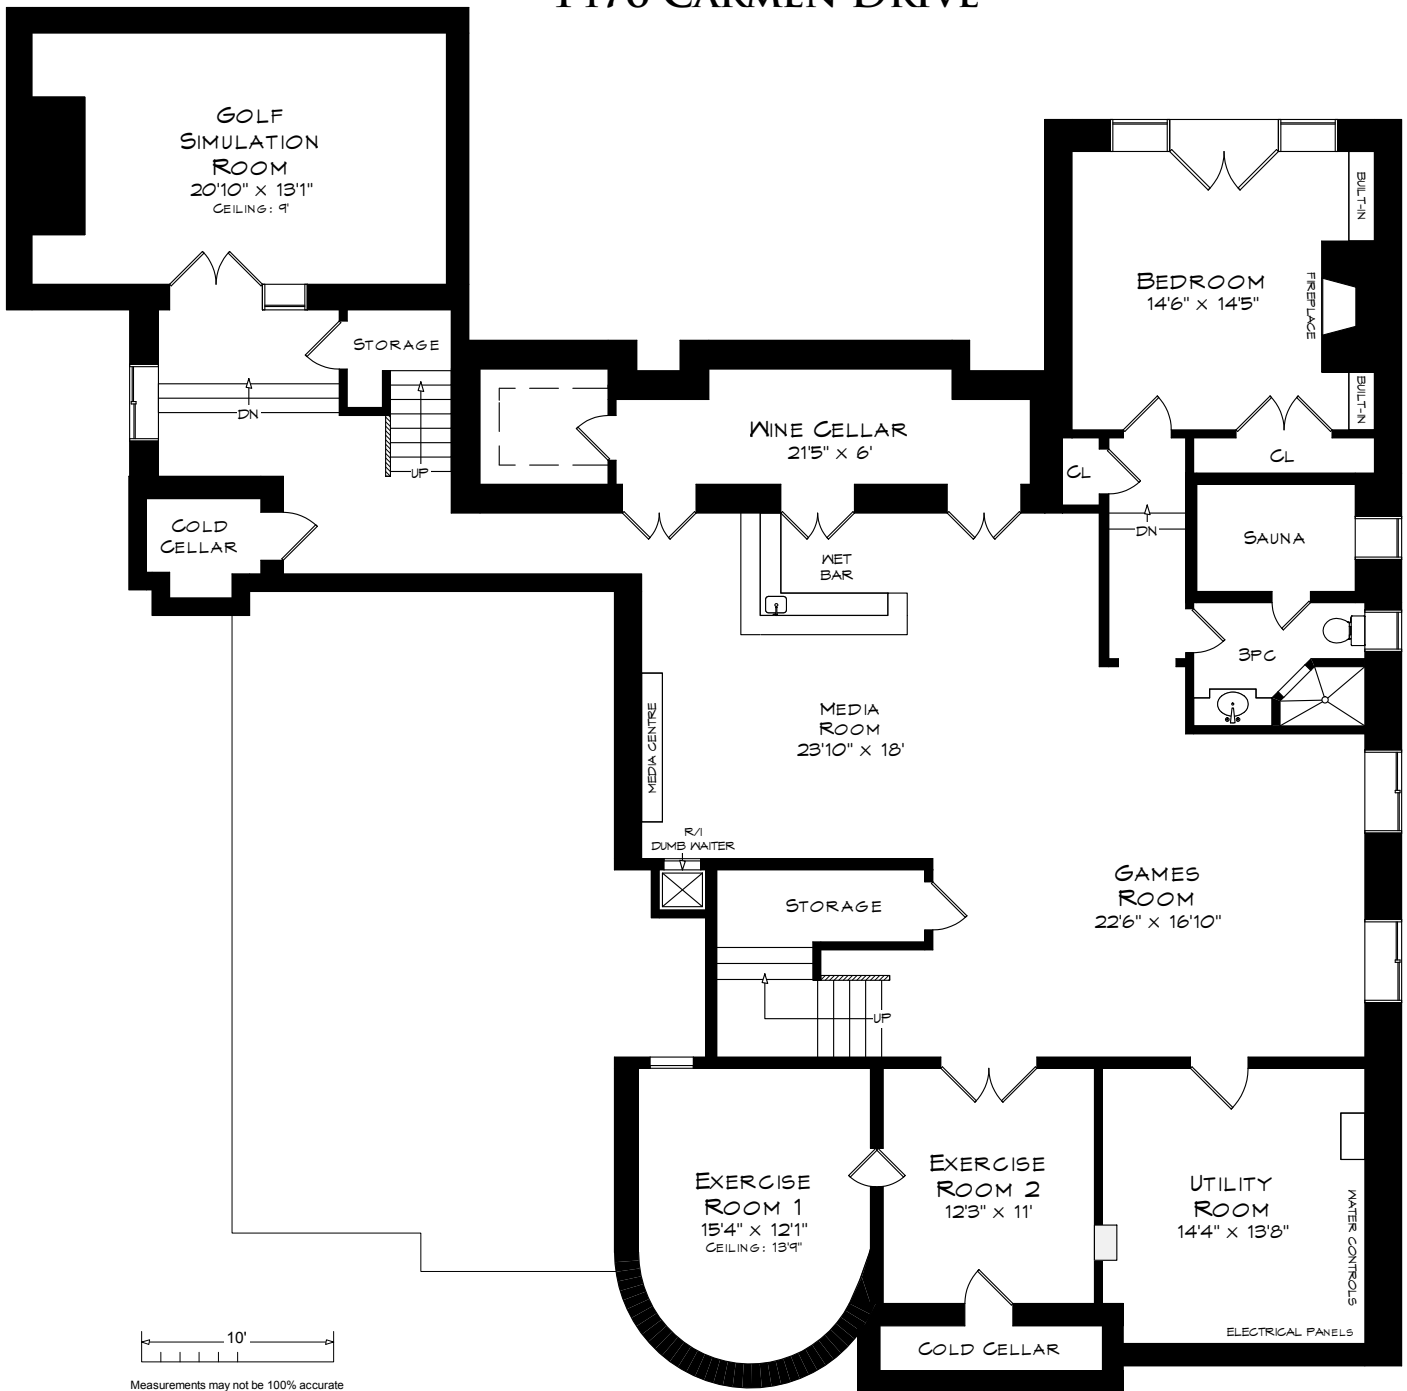 GOLF
SIMULATION
ROOM
20'10" X 13'1"
CEILING: 9'
BUILT-IN
BEDROOM
14'6" X 14'5"
FIREPLACE
STORAGE
BUILT-IN
DN
UP
WINE CELLAR
21'5" X 6'
CL
CL
COLD
CELLAR
DN
SAUNA
WET
BAR
3PC
MEDIA CENTRE
MEDIA
ROOM
23'10" X 18'
R/I
DUMB WAITER
STORAGE
GAMES
ROOM
22'6" X 16'10"
UP
EXERCISE
ROOM 1
15'4" X 12'1"
CEILING: 13'9"
EXERCISE
ROOM 2
12'3" X 11'
UTILITY
ROOM
14'4" X 13'8"
WATER CONTROLS
ELECTRICAL PANELS
COLD CELLAR
10'
Measurements may not be 100% accurate